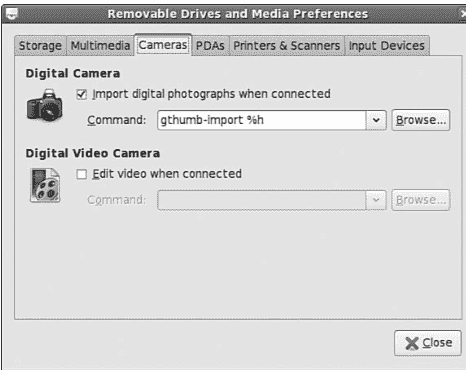 Removable Drives and Media Preferences
Storage Multimedia Cameras PDAs Printers & Scanners Input Devices
Digital Camera
Import digital photographs when connected
Command: gthumb-import %h Browse...
Digital Video Camera
Edit video when connected
Command: Browse...
Close